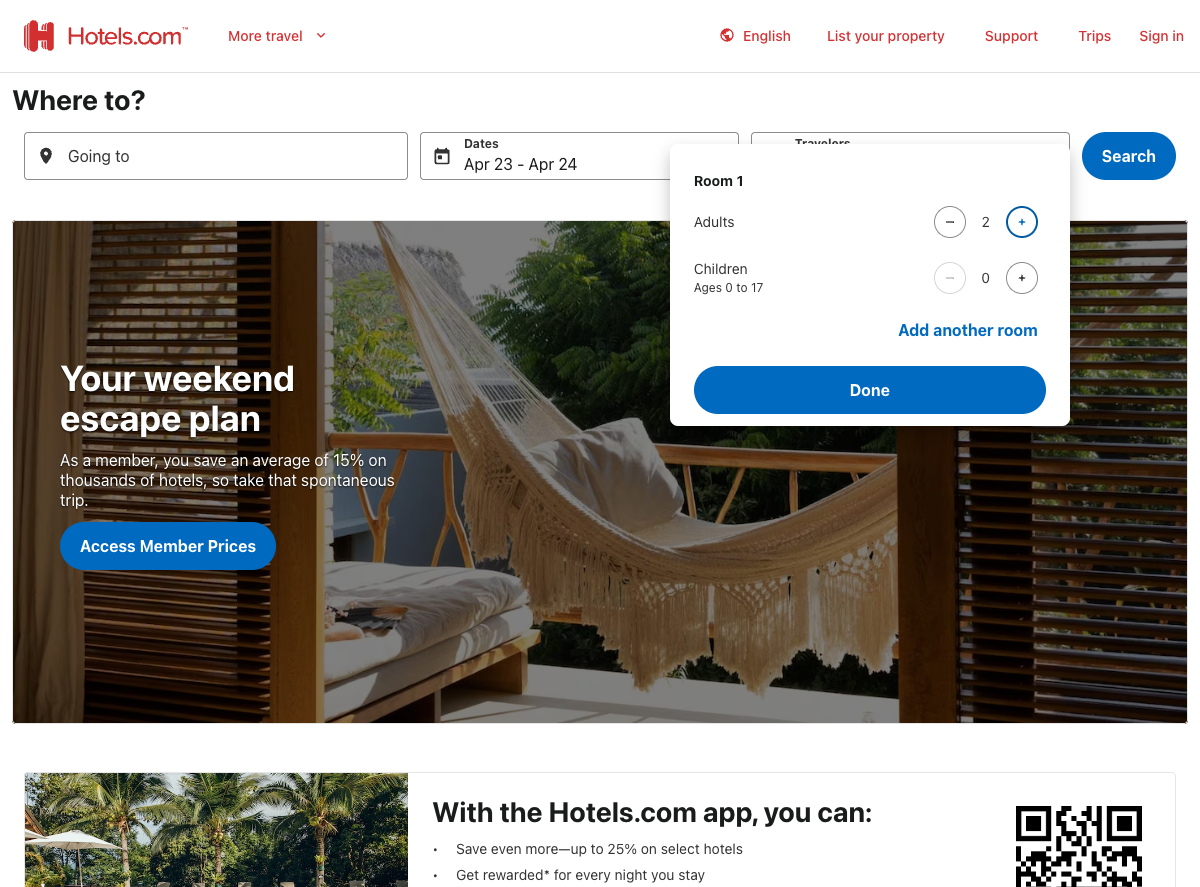 Hotels.com™
More travel
English
List your property
Support
Trips
Sign in
Where to?
Going to
Dates
Apr 23 - Apr 24
Travelers
Search
Room 1
Adults
2
Children
Ages 0 to 17
0
Add another room
Done
Your weekend
escape plan
As a member, you save an average of 15% on
thousands of hotels, so take that spontaneous
trip.
Access Member Prices
With the Hotels.com app, you can:
• Save even more—up to 25% on select hotels
• Get rewarded* for every night you stay